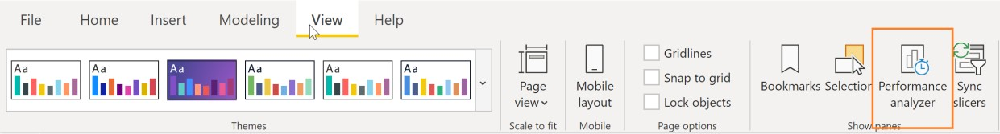 File Home Insert Modeling View Help
Aa Aa Aa Aa Aa Aa
Page view
Mobile layout
Gridlines
Snap to grid
Lock objects
Bookmarks
Selection
Performance analyzer
Sync slicers
Themes
Scale to fit
Mobile
Page options
Show panes